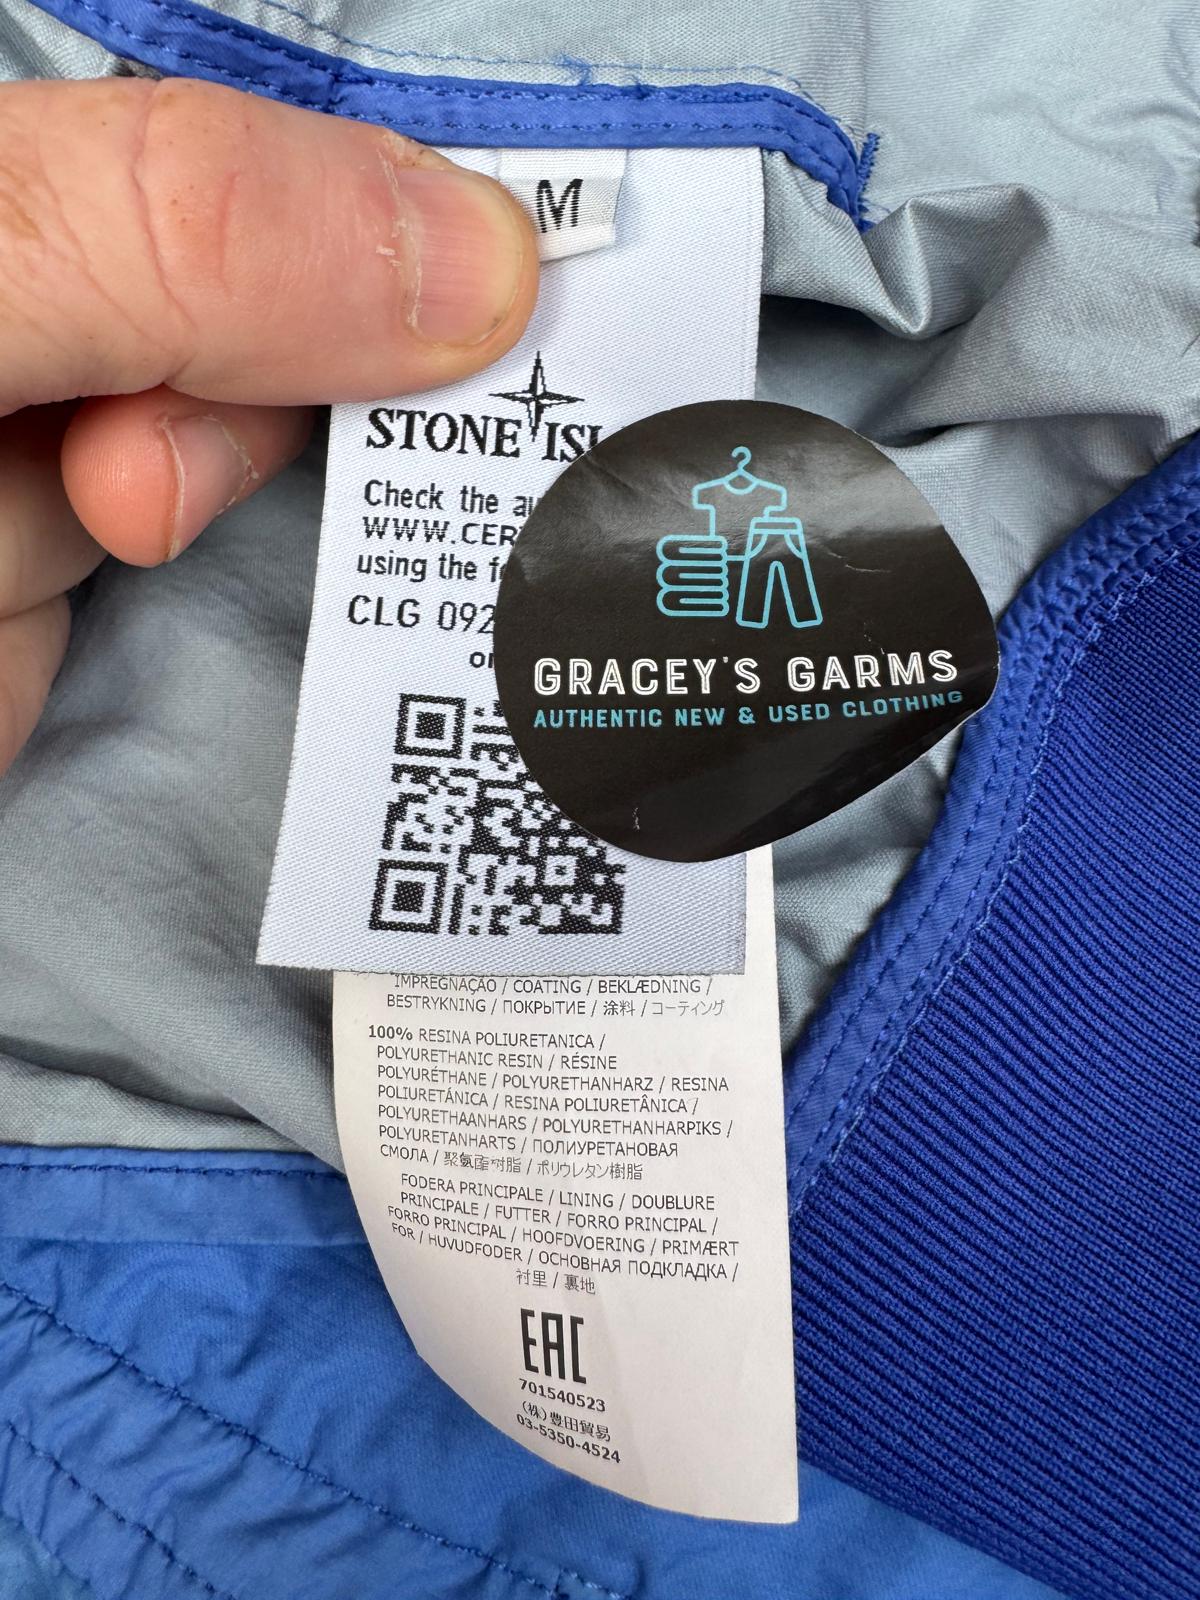 M
STONE ISL
Check the au
WWW.CER
using the f
CLG 092
GRACEY'S GARMS
AUTHENTIC NEW & USED CLOTHING
IMPREGNAÇÃO / COATING / BEKLÆDNING /
BESTRYKNING / ПОКРЫТИЕ / 涂料 / コーティング
100% RESINA POLIURETANICA /
POLYURETHANIC RESIN / RÉSINE
POLYURÉTHANE / POLYURETHANHARZ / RESINA
POLIURETÁNICA / RESINA POLIURETÂNICA /
POLYURETHAANHARS / POLYURETHANHARPIKS /
POLYURETANHARTS / ПОЛИУРЕТАНОВАЯ
СМОЛА / 聚氨酯树脂 / ポリウレタン樹脂
FODERA PRINCIPALE / LINING / DOUBLURE
PRINCIPALE / FUTTER / FORRO PRINCIPAL /
FORRO PRINCIPAL / HOOFDVOERING / PRIMÆRT
FOR / HUVUDFODER / ОСНОВНАЯ ПОДКЛАДКА /
衬里 / 裏地
EAC
701540523
(株)豊田貿易
03-5350-4524